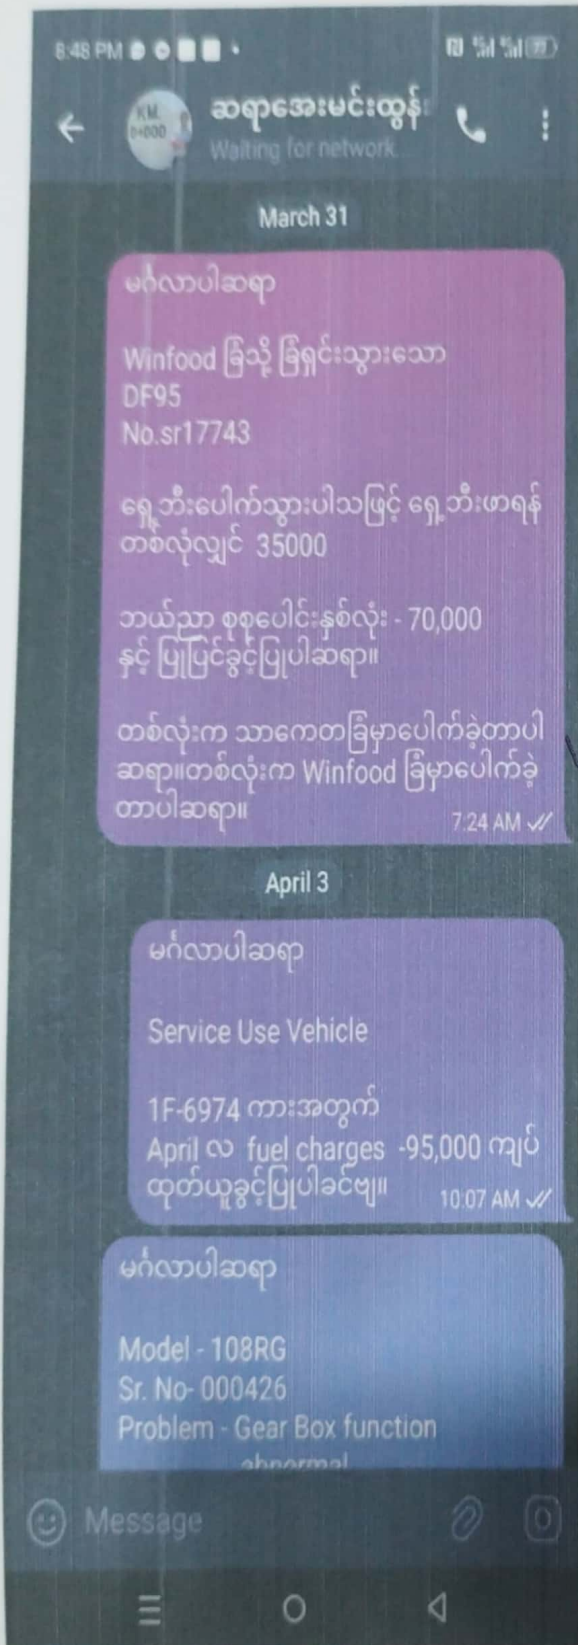 8:48 PM
ဆရာအေးမင်းထွန်း
Waiting for network...
March 31
မင်္ဂလာပါဆရာ
Winfood ခြံသို့ ခြံရှင်းသွားသော
DF95
No.sr17743
ရှေ့ဘီးပေါက်သွားပါသဖြင့် ရှေ့ဘီးဖာရန်
တစ်လုံလျှင် 35000
ဘယ်ညာ စုစုပေါင်းနှစ်လုံး - 70,000
နှင့် ပြုပြင်ခွင့်ပြုပါဆရာ။
တစ်လုံးက သာကေတခြံမှာပေါက်ခဲ့တာပါ
ဆရာ။တစ်လုံးက Winfood ခြံမှာပေါက်ခဲ့
တာပါဆရာ။
7:24 AM
April 3
မင်္ဂလာပါဆရာ
Service Use Vehicle
1F-6974 ကားအတွက်
April လ fuel charges -95,000 ကျပ်
ထုတ်ယူခွင့်ပြုပါခင်ဗျ။
10:07 AM
မင်္ဂလာပါဆရာ
Model - 108RG
Sr. No- 000426
Problem - Gear Box function
abnormal
Message